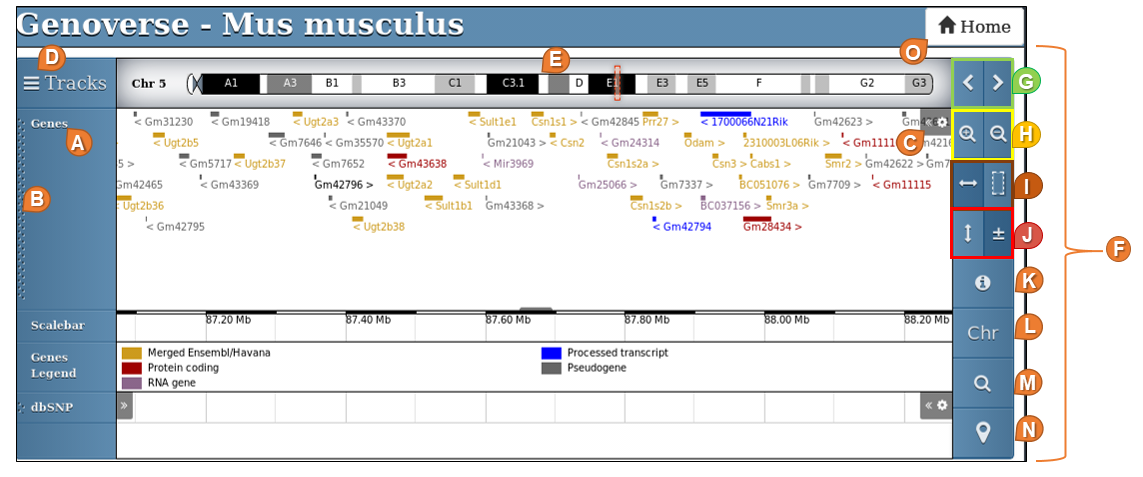 Genoverse - Mus musculus
Home
D
E
O
F
Tracks
Chr 5
A1 A3 B1 B3 C1 C3.1 D E1 E3 E5 F G2 G3
G
Genes
A
< Gm31230 < Gm19418 < Ugt2a3 < Gm43370 < Sult1e1 Csn1s1 > < Gm42845 Prr27 > < 1700066N21Rik Gm42623 >
H
< Ugt2b5 < Gm7646 < Gm35570 < Ugt2a1 Gm21043 > < Csn2 < Gm24314 Odam > 2310003L06Rik >
C
5 > < Gm5717 < Ugt2b37 < Gm7652 < Gm43638 < Mir3969 Csn1s2a > Csn3 > Cabs1 > Smr2 > Gm42622 > Gm7
Gm42465 < Gm43369 Gm42796 > < Ugt2a2 < Sult1d1 Gm25066 > Gm7337 > BC051076 > Gm7709 > < Gm11115
I
B
Ugt2b36 < Gm21049 < Sult1b1 Gm43368 > Csn1s2b > BC037156 > Smr3a >
< Gm42795 < Ugt2b38 < Gm42794 Gm28434 >
J
K
Scalebar
87.20 Mb 87.40 Mb 87.60 Mb 87.80 Mb 88.00 Mb 88.20 Mb
Chr
L
Genes
Legend
Merged Ensembl/Havana
Protein coding
RNA gene
Processed transcript
Pseudogene
M
dbSNP
N